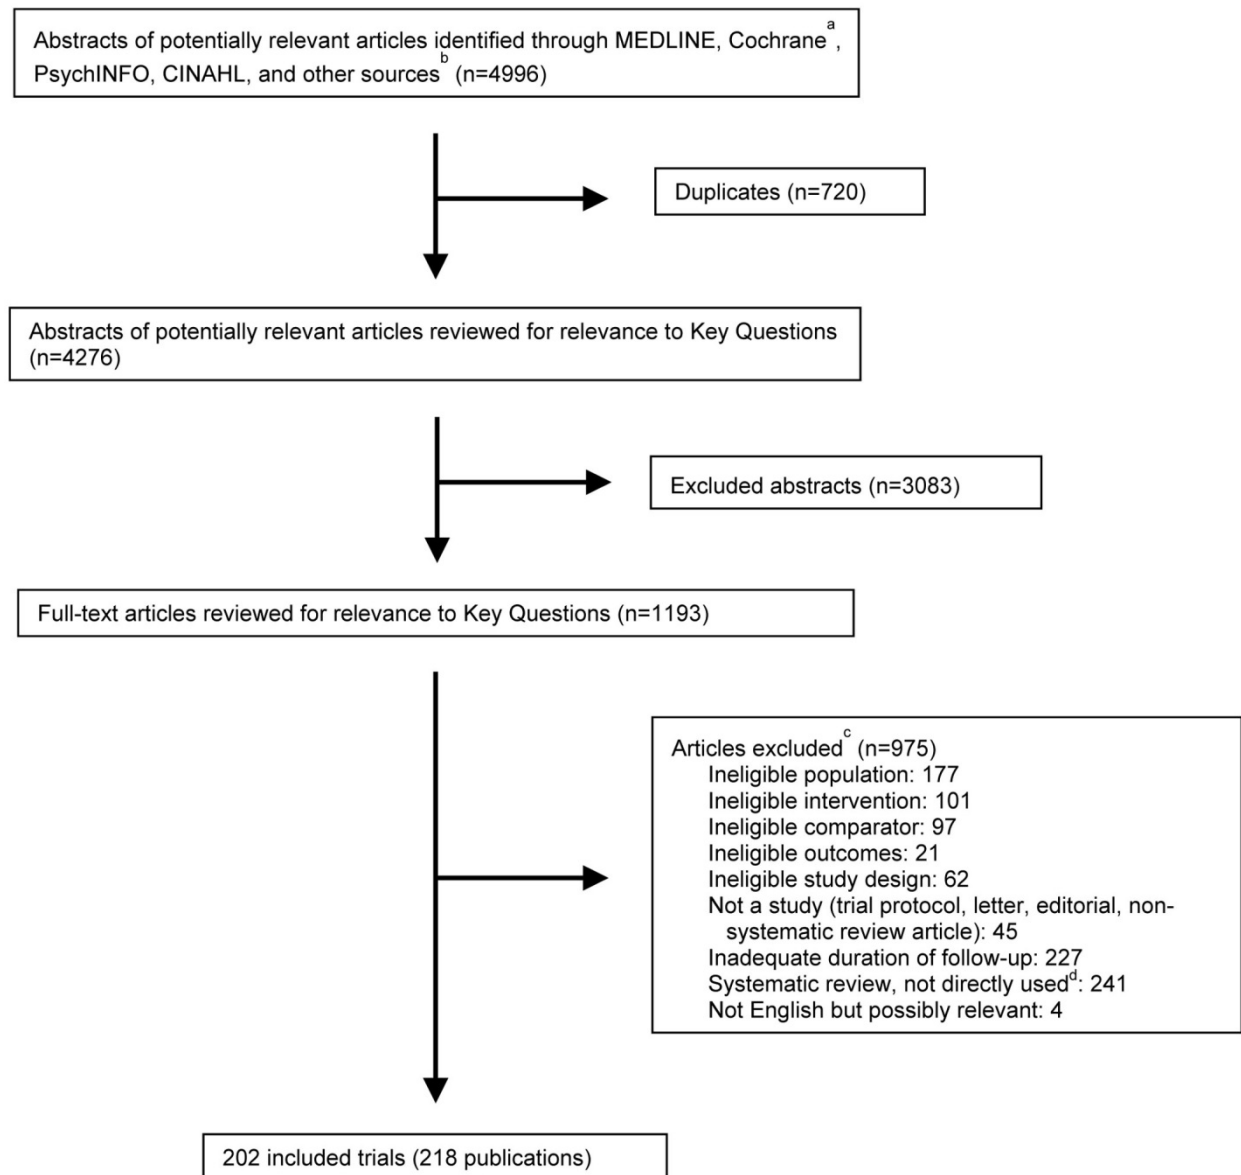 Abstracts of potentially relevant articles identified through MEDLINE, Cochraneᵃ,
PsychINFO, CINAHL, and other sourcesᵇ (n=4996)
Duplicates (n=720)
Abstracts of potentially relevant articles reviewed for relevance to Key Questions
(n=4276)
Excluded abstracts (n=3083)
Full-text articles reviewed for relevance to Key Questions (n=1193)
Articles excludedᶜ (n=975)
Ineligible population: 177
Ineligible intervention: 101
Ineligible comparator: 97
Ineligible outcomes: 21
Ineligible study design: 62
Not a study (trial protocol, letter, editorial, non-
systematic review article): 45
Inadequate duration of follow-up: 227
Systematic review, not directly usedᵈ: 241
Not English but possibly relevant: 4
202 included trials (218 publications)